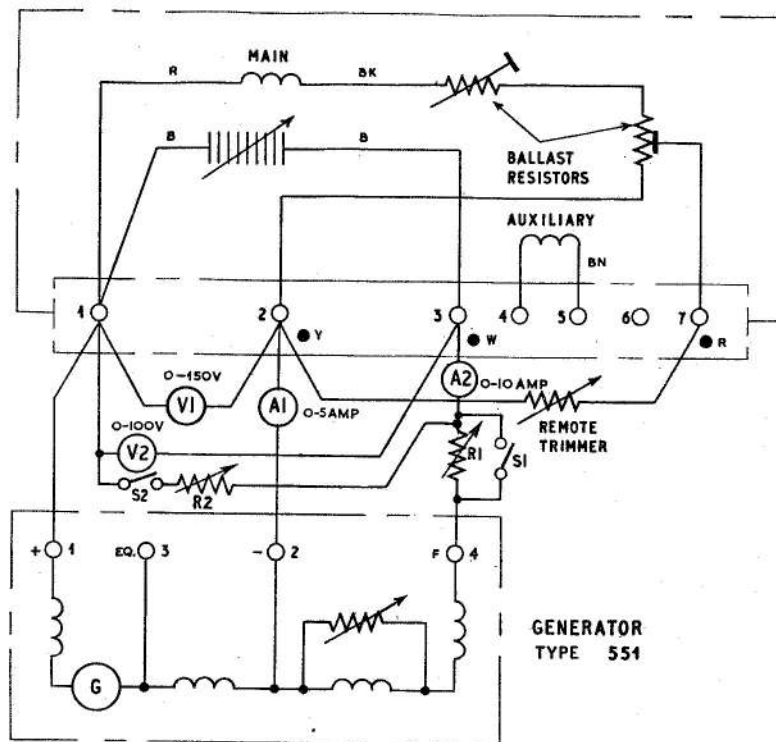 MAIN
R
BK
B
B
BALLAST
RESISTORS
AUXILIARY
BN
1
2
3
4
5
6
7
Y
W
R
0-150V
V1
A1
0-5AMP
A2
0-10AMP
0-100V
V2
S2
R2
R1
S1
REMOTE
TRIMMER
+ 1
EQ. 3
- 2
F 4
G
GENERATOR
TYPE 551